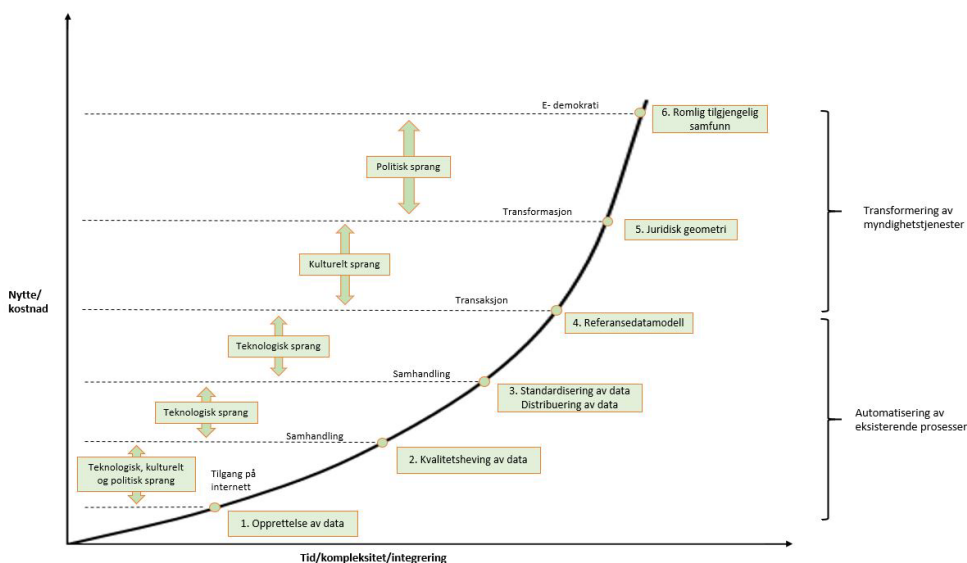 E- demokrati
6. Romlig tilgjengelig
samfunn
Politisk sprang
Transformasjon
5. Juridisk geometri
Transformering av
myndighetstjenester
Kulturelt sprang
Nytte/
kostnad
Transaksjon
4. Referansedatamodell
Teknologisk sprang
Samhandling
3. Standardisering av data
Distribuering av data
Teknologisk sprang
Automatisering av
eksisterende prosesser
Samhandling
2. Kvalitetsheving av data
Teknologisk, kulturelt
og politisk sprang
Tilgang på
internett
1. Opprettelse av data
Tid/kompleksitet/integrering